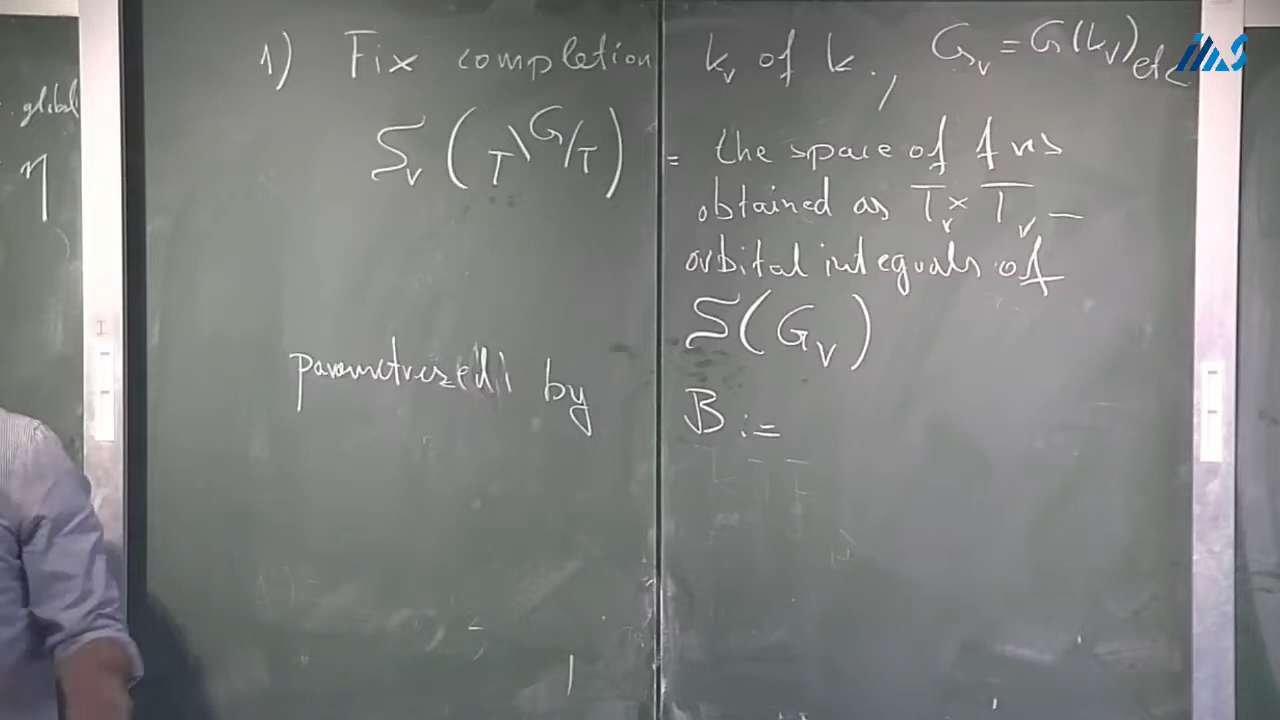 global
η
1) Fix completion k_v of k., G_v = G(k_v) etc
S_v ( T\G/T ) = the space of fns
obtained as T_v × T_v –
orbital integrals of
S(G_v)
parametrized by B :=
IMS